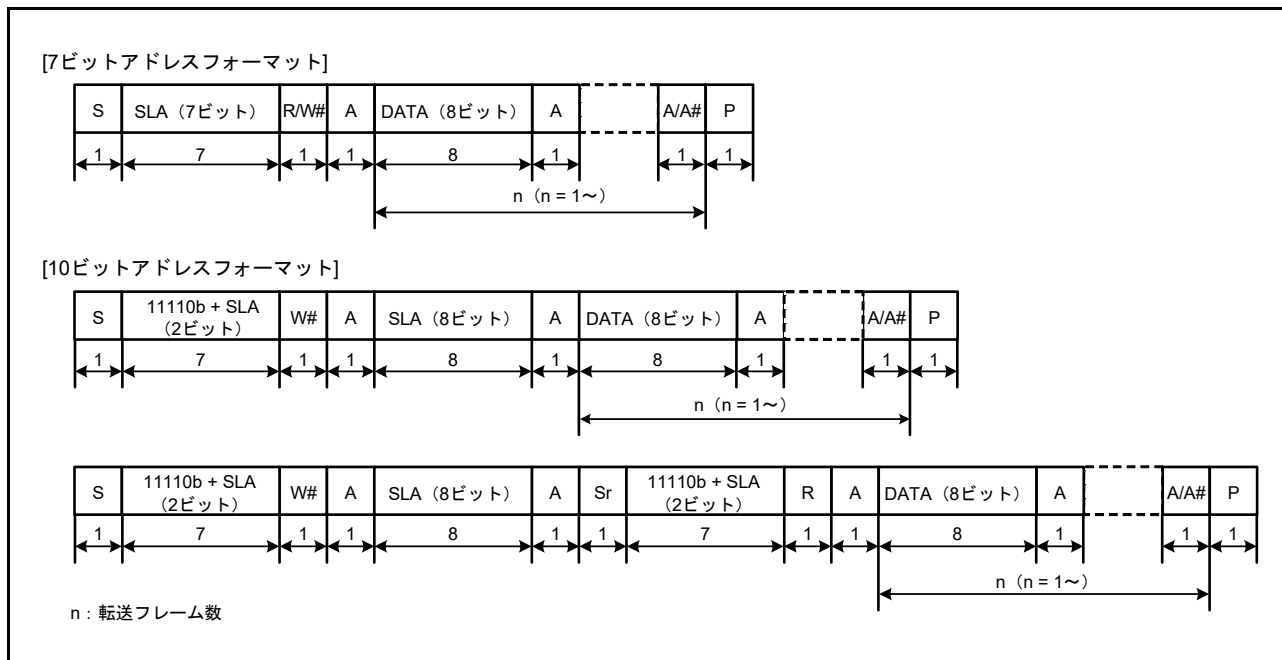 [7ビットアドレスフォーマット]
S SLA（7ビット） R/W# A DATA（8ビット） A A/A# P
1 7 1 1 8 1 1 1
n（n = 1～）
[10ビットアドレスフォーマット]
S 11110b + SLA（2ビット） W# A SLA（8ビット） A DATA（8ビット） A A/A# P
1 7 1 1 8 1 8 1 1 1
n（n = 1～）
S 11110b + SLA（2ビット） W# A SLA（8ビット） A Sr 11110b + SLA（2ビット） R A DATA（8ビット） A A/A# P
1 7 1 1 8 1 1 7 1 1 8 1 1 1
n（n = 1～）
n：転送フレーム数